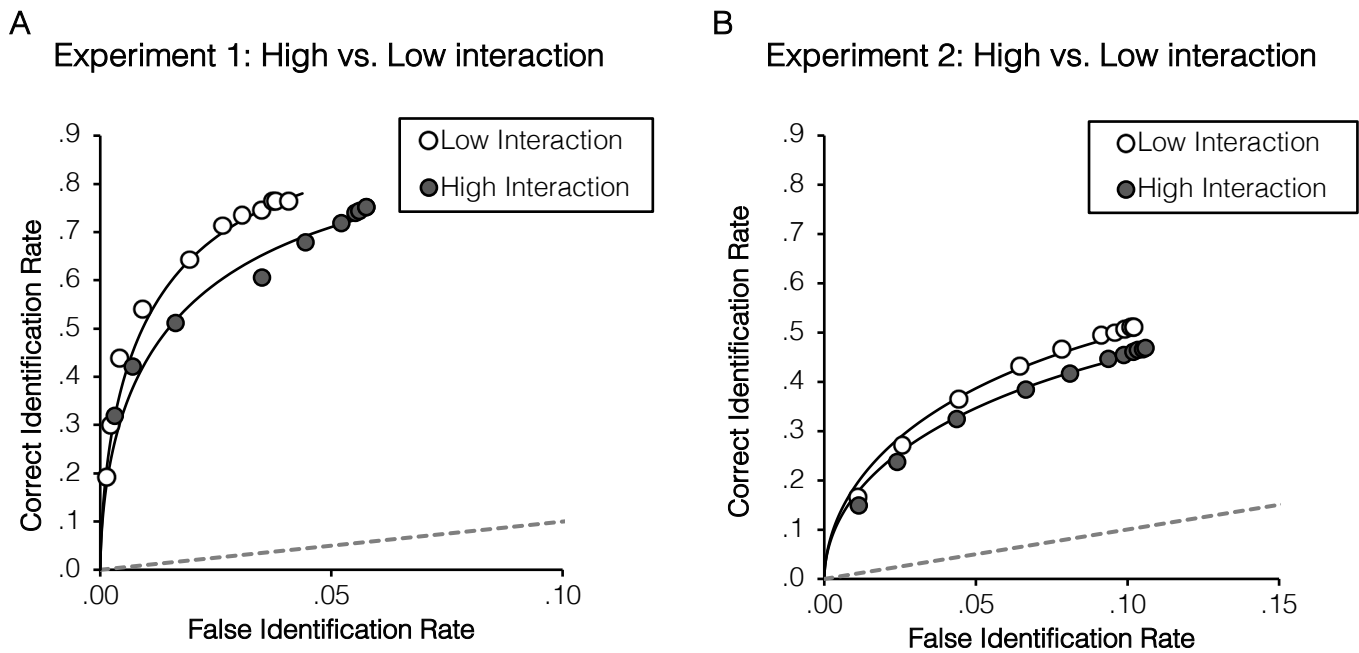 A
Experiment 1: High vs. Low interaction
Low Interaction
High Interaction
Correct Identification Rate
.9
.8
.7
.6
.5
.4
.3
.2
.1
.0
.00
.05
.10
False Identification Rate
B
Experiment 2: High vs. Low interaction
Low Interaction
High Interaction
Correct Identification Rate
.9
.8
.7
.6
.5
.4
.3
.2
.1
.0
.00
.05
.10
.15
False Identification Rate